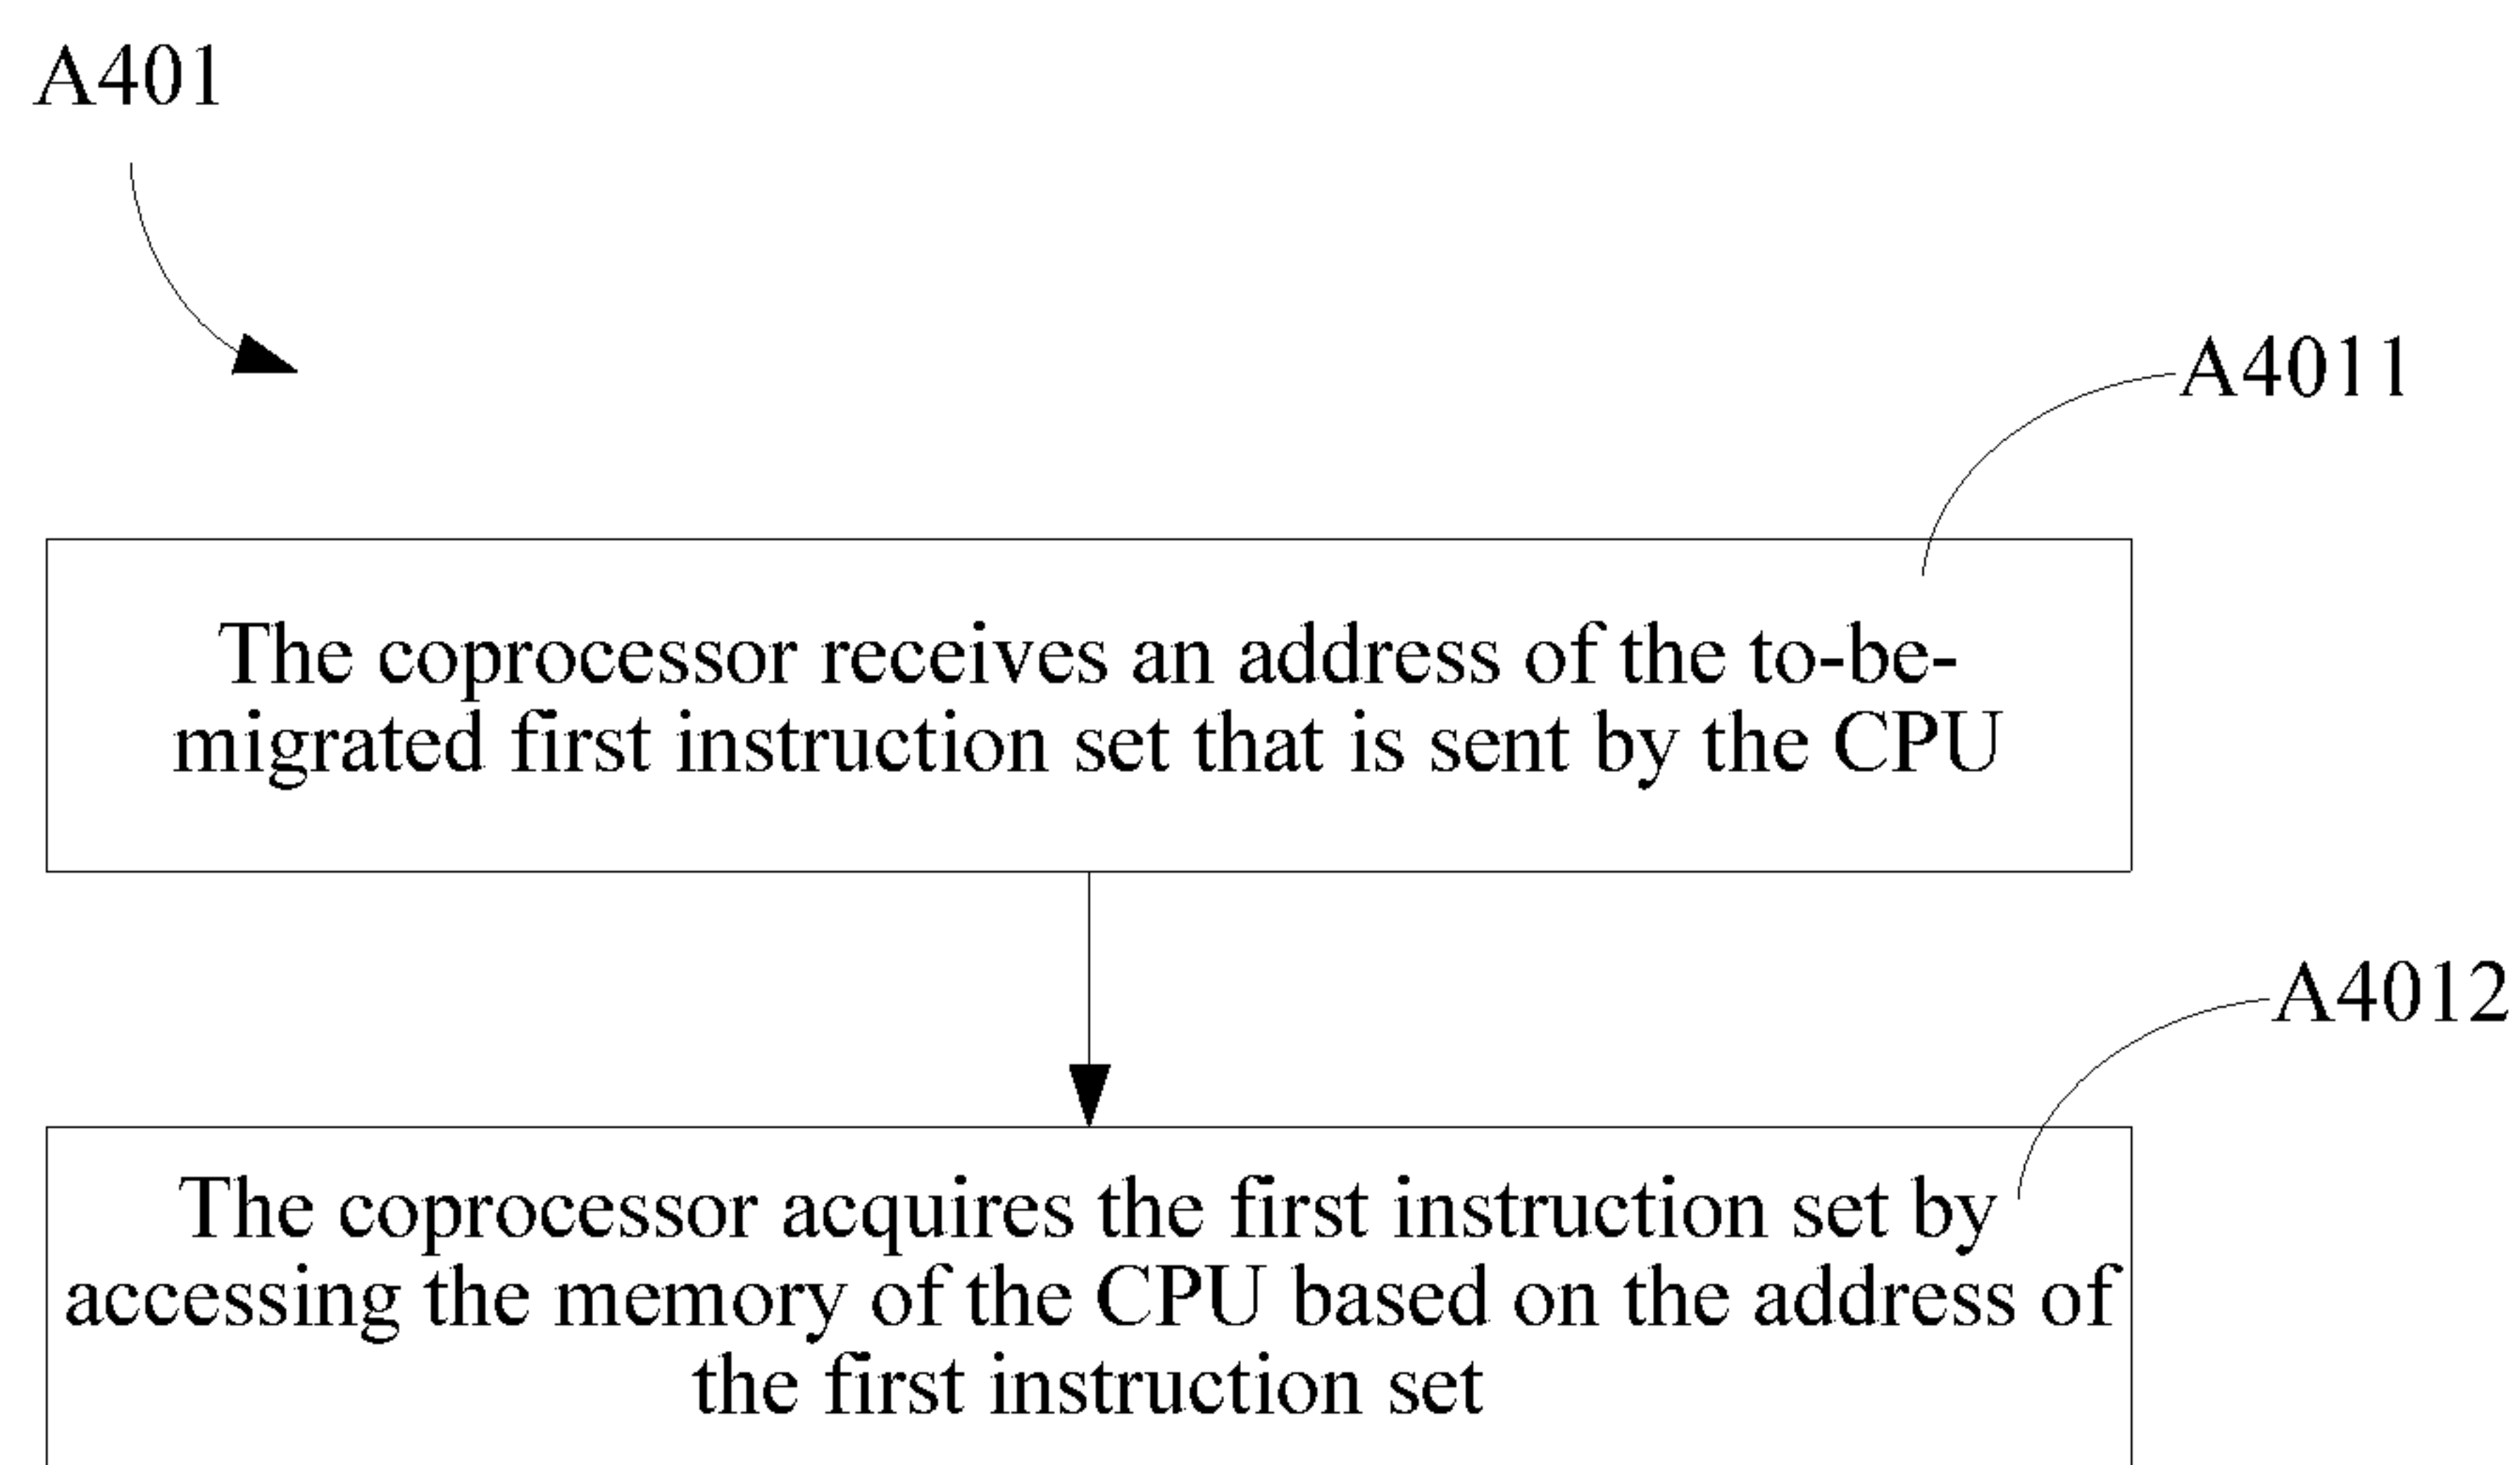 A401
A4011
The coprocessor receives an address of the to-be-
migrated first instruction set that is sent by the CPU
A4012
The coprocessor acquires the first instruction set by
accessing the memory of the CPU based on the address of
the first instruction set